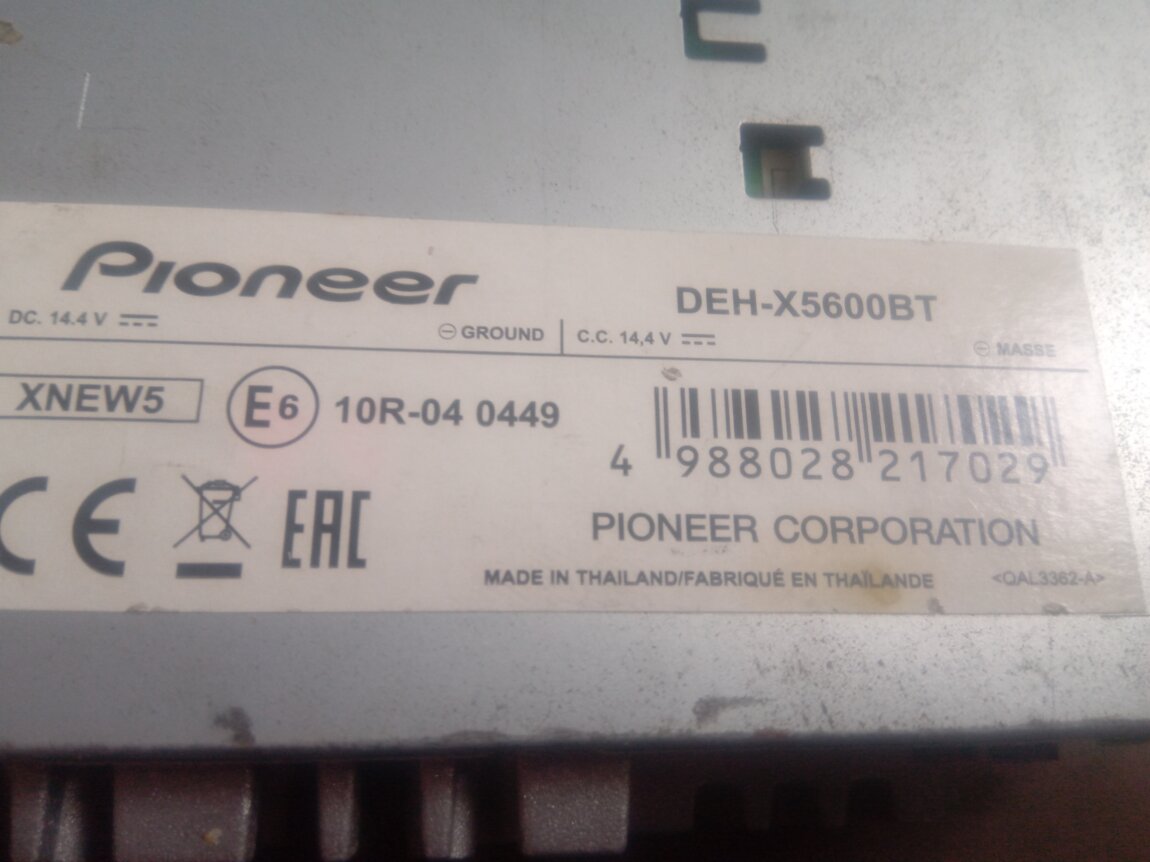 Pioneer
DEH-X5600BT
DC. 14.4 V
GROUND
C.C. 14,4 V
MASSE
XNEW5
E6
10R-04 0449
4 988028 217029
CE
EAC
PIONEER CORPORATION
MADE IN THAILAND/FABRIQUÉ EN THAÏLANDE
<QAL3362-A>